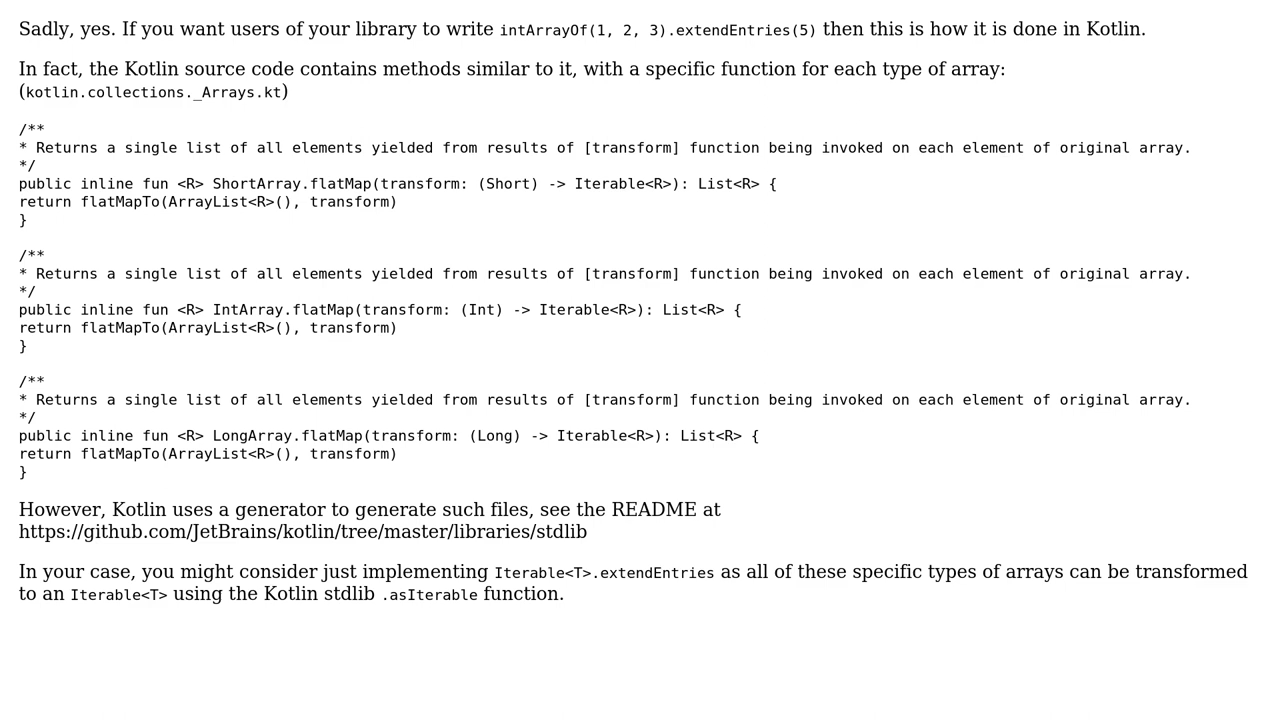 Sadly, yes. If you want users of your library to write intArrayOf(1, 2, 3).extendEntries(5) then this is how it is done in Kotlin.
In fact, the Kotlin source code contains methods similar to it, with a specific function for each type of array:
(kotlin.collections._Arrays.kt)
/**
* Returns a single list of all elements yielded from results of [transform] function being invoked on each element of original array.
*/
public inline fun <R> ShortArray.flatMap(transform: (Short) -> Iterable<R>): List<R> {
return flatMapTo(ArrayList<R>(), transform)
}
/**
* Returns a single list of all elements yielded from results of [transform] function being invoked on each element of original array.
*/
public inline fun <R> IntArray.flatMap(transform: (Int) -> Iterable<R>): List<R> {
return flatMapTo(ArrayList<R>(), transform)
}
/**
* Returns a single list of all elements yielded from results of [transform] function being invoked on each element of original array.
*/
public inline fun <R> LongArray.flatMap(transform: (Long) -> Iterable<R>): List<R> {
return flatMapTo(ArrayList<R>(), transform)
}
However, Kotlin uses a generator to generate such files, see the README at
https://github.com/JetBrains/kotlin/tree/master/libraries/stdlib
In your case, you might consider just implementing Iterable<T>.extendEntries as all of these specific types of arrays can be transformed
to an Iterable<T> using the Kotlin stdlib .asIterable function.